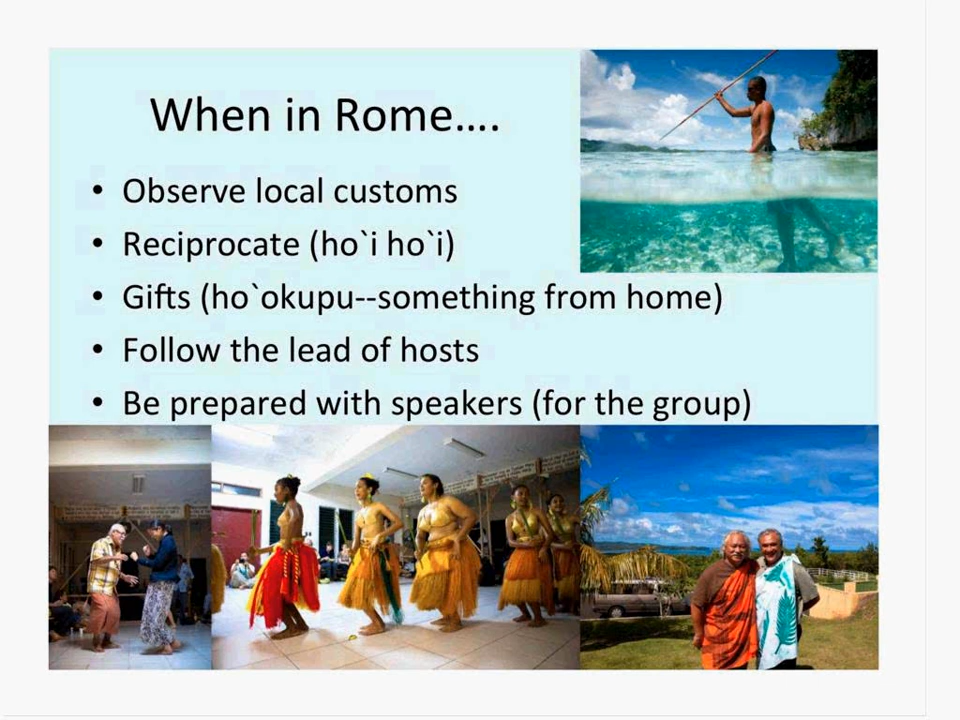 When in Rome….
• Observe local customs
• Reciprocate (ho`i ho`i)
• Gifts (ho`okupu--something from home)
• Follow the lead of hosts
• Be prepared with speakers (for the group)